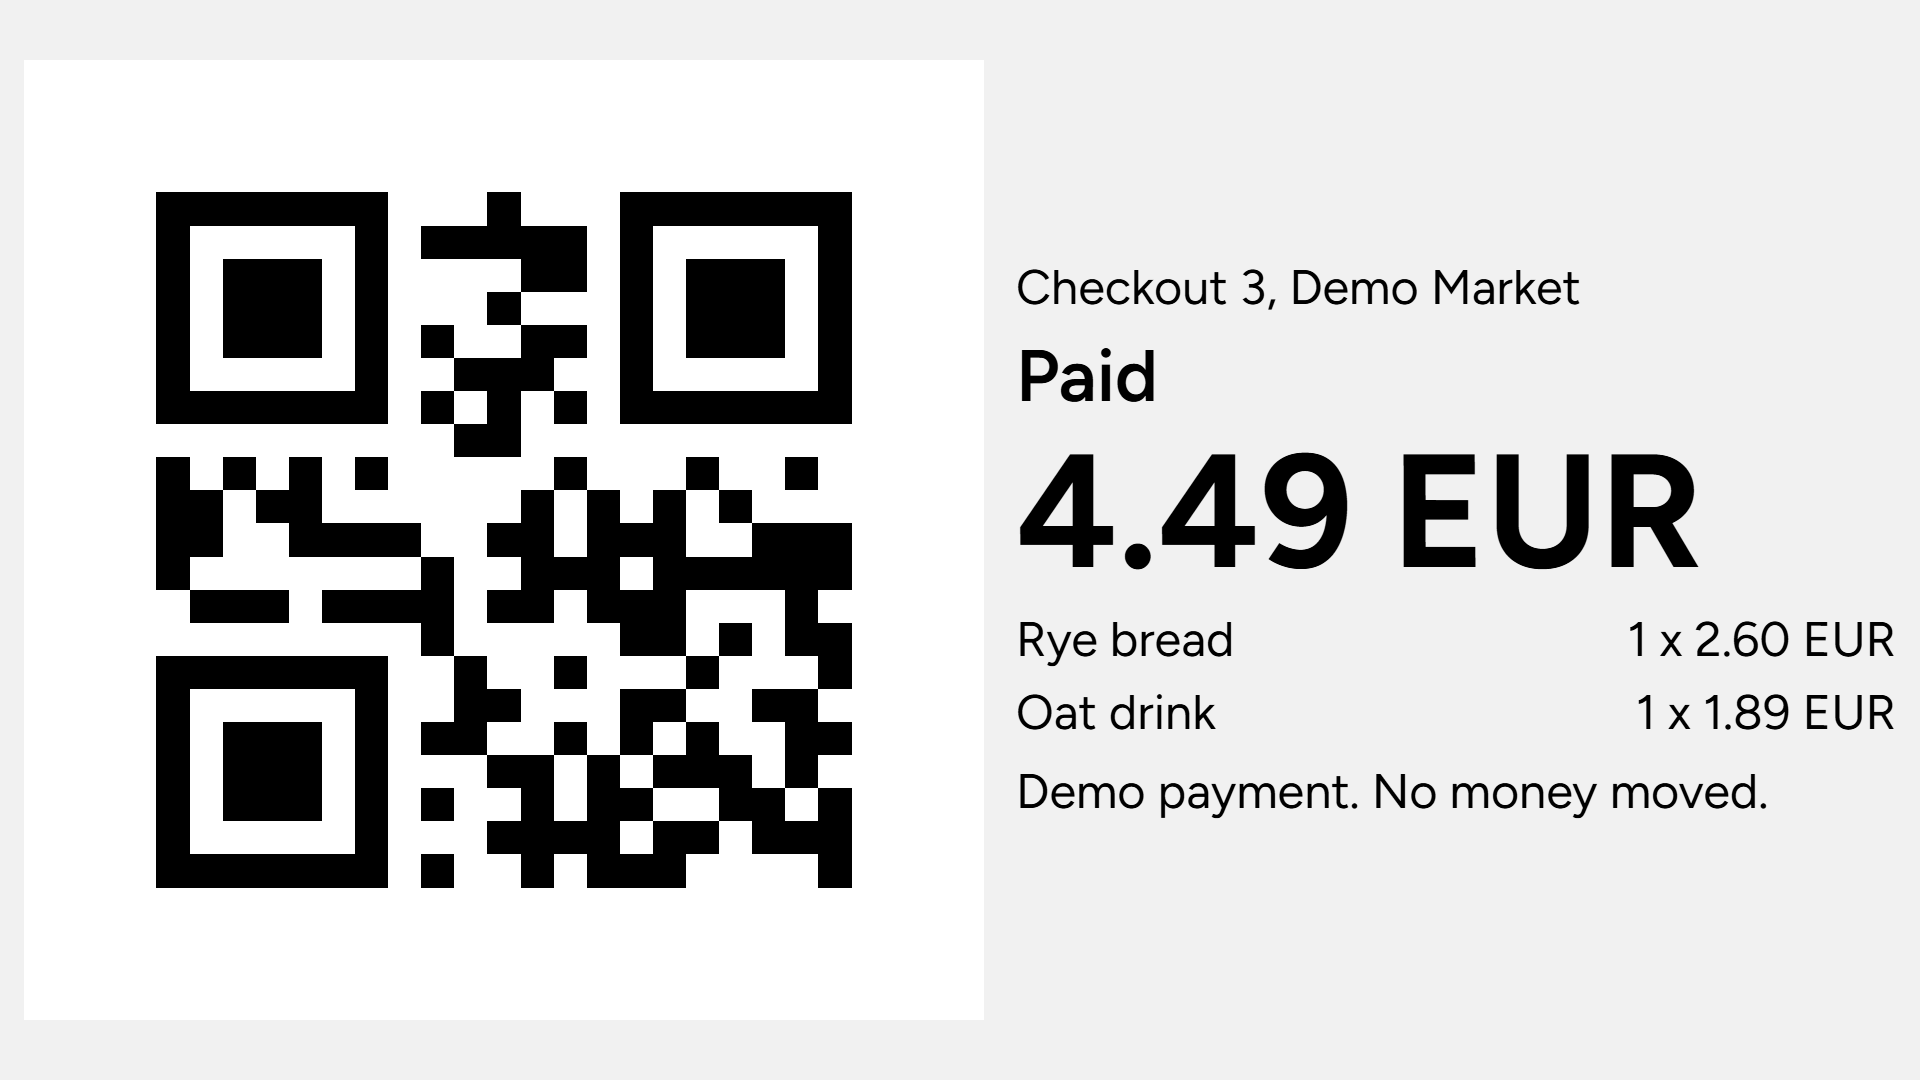 Checkout 3, Demo Market
Paid
4.49 EUR
Rye bread 1 x 2.60 EUR
Oat drink 1 x 1.89 EUR
Demo payment. No money moved.